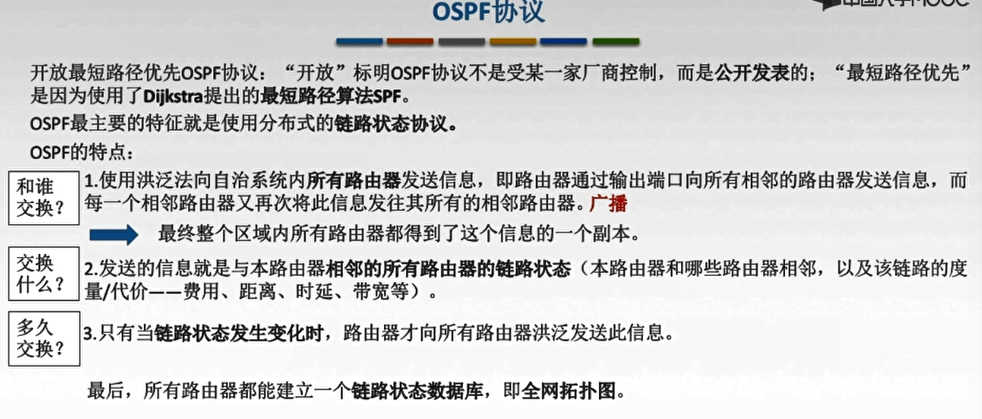 中国大学MOOC
OSPF协议
开放最短路径优先OSPF协议：“开放”标明OSPF协议不是受某一家厂商控制，而是公开发表的；“最短路径优先”
是因为使用了Dijkstra提出的最短路径算法SPF。
OSPF最主要的特征就是使用分布式的链路状态协议。
OSPF的特点：
和谁
交换？
1.使用洪泛法向自治系统内所有路由器发送信息，即路由器通过输出端口向所有相邻的路由器发送信息，而
每一个相邻路由器又再次将此信息发往其所有的相邻路由器。广播
最终整个区域内所有路由器都得到了这个信息的一个副本。
交换
什么？
2.发送的信息就是与本路由器相邻的所有路由器的链路状态（本路由器和哪些路由器相邻，以及该链路的度
量/代价——费用、距离、时延、带宽等）。
多久
交换？
3.只有当链路状态发生变化时，路由器才向所有路由器洪泛发送此信息。
最后，所有路由器都能建立一个链路状态数据库，即全网拓扑图。